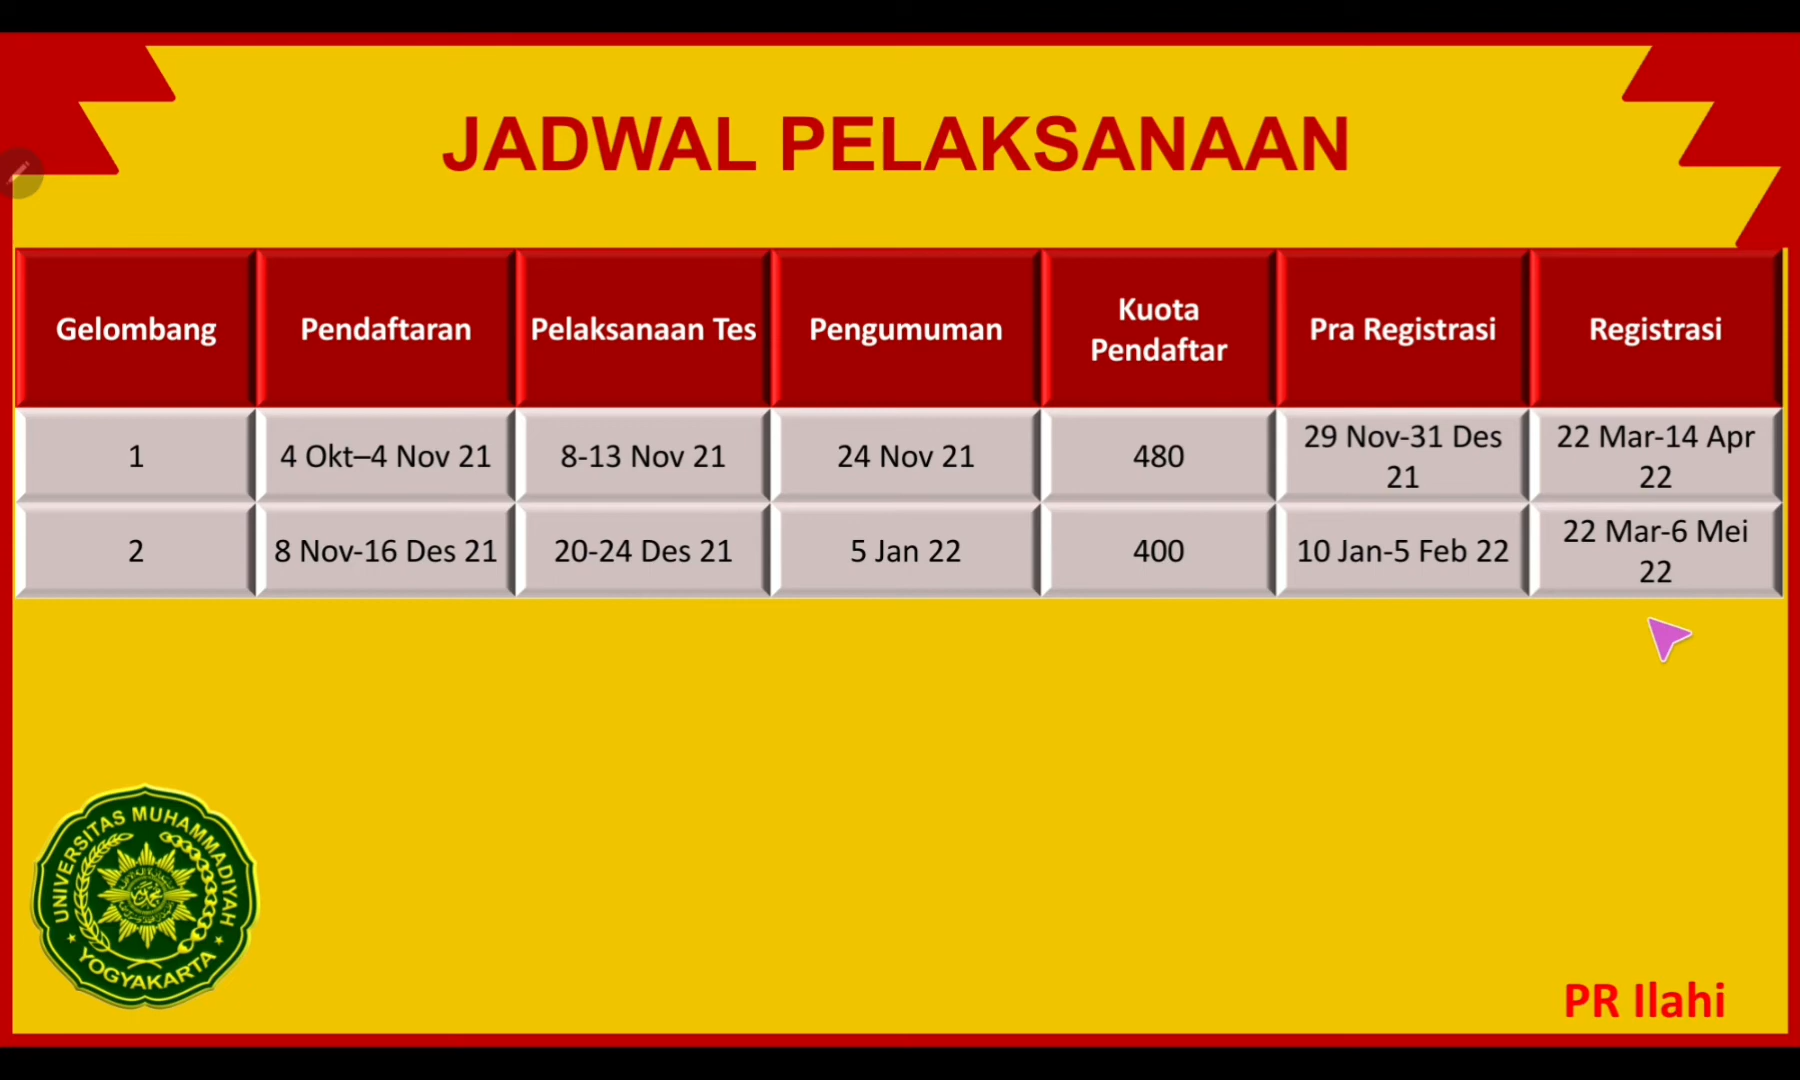 JADWAL PELAKSANAAN
Gelombang
Pendaftaran
Pelaksanaan Tes
Pengumuman
Kuota
Pendaftar
Pra Registrasi
Registrasi
1
4 Okt–4 Nov 21
8-13 Nov 21
24 Nov 21
480
29 Nov-31 Des
21
22 Mar-14 Apr
22
2
8 Nov-16 Des 21
20-24 Des 21
5 Jan 22
400
10 Jan-5 Feb 22
22 Mar-6 Mei
22
UNIVERSITAS MUHAMMADIYAH
YOGYAKARTA
PR Ilahi